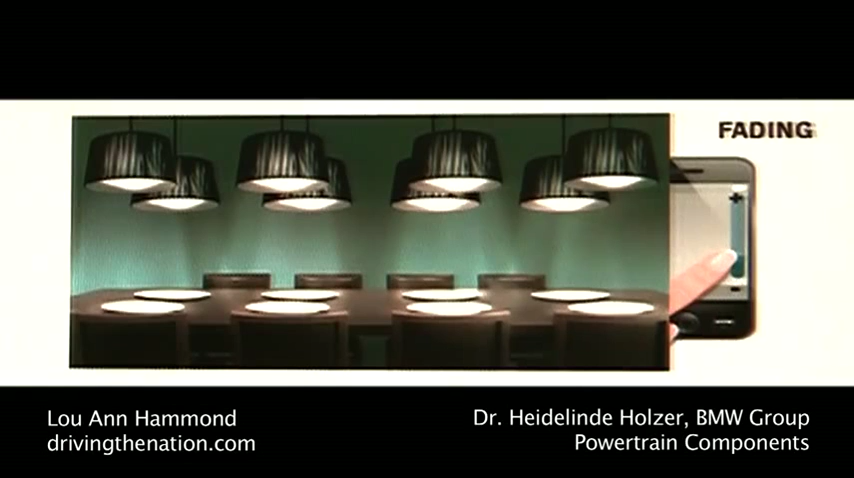 FADING
+
-
Lou Ann Hammond
drivingthenation.com
Dr. Heidelinde Holzer, BMW Group
Powertrain Components